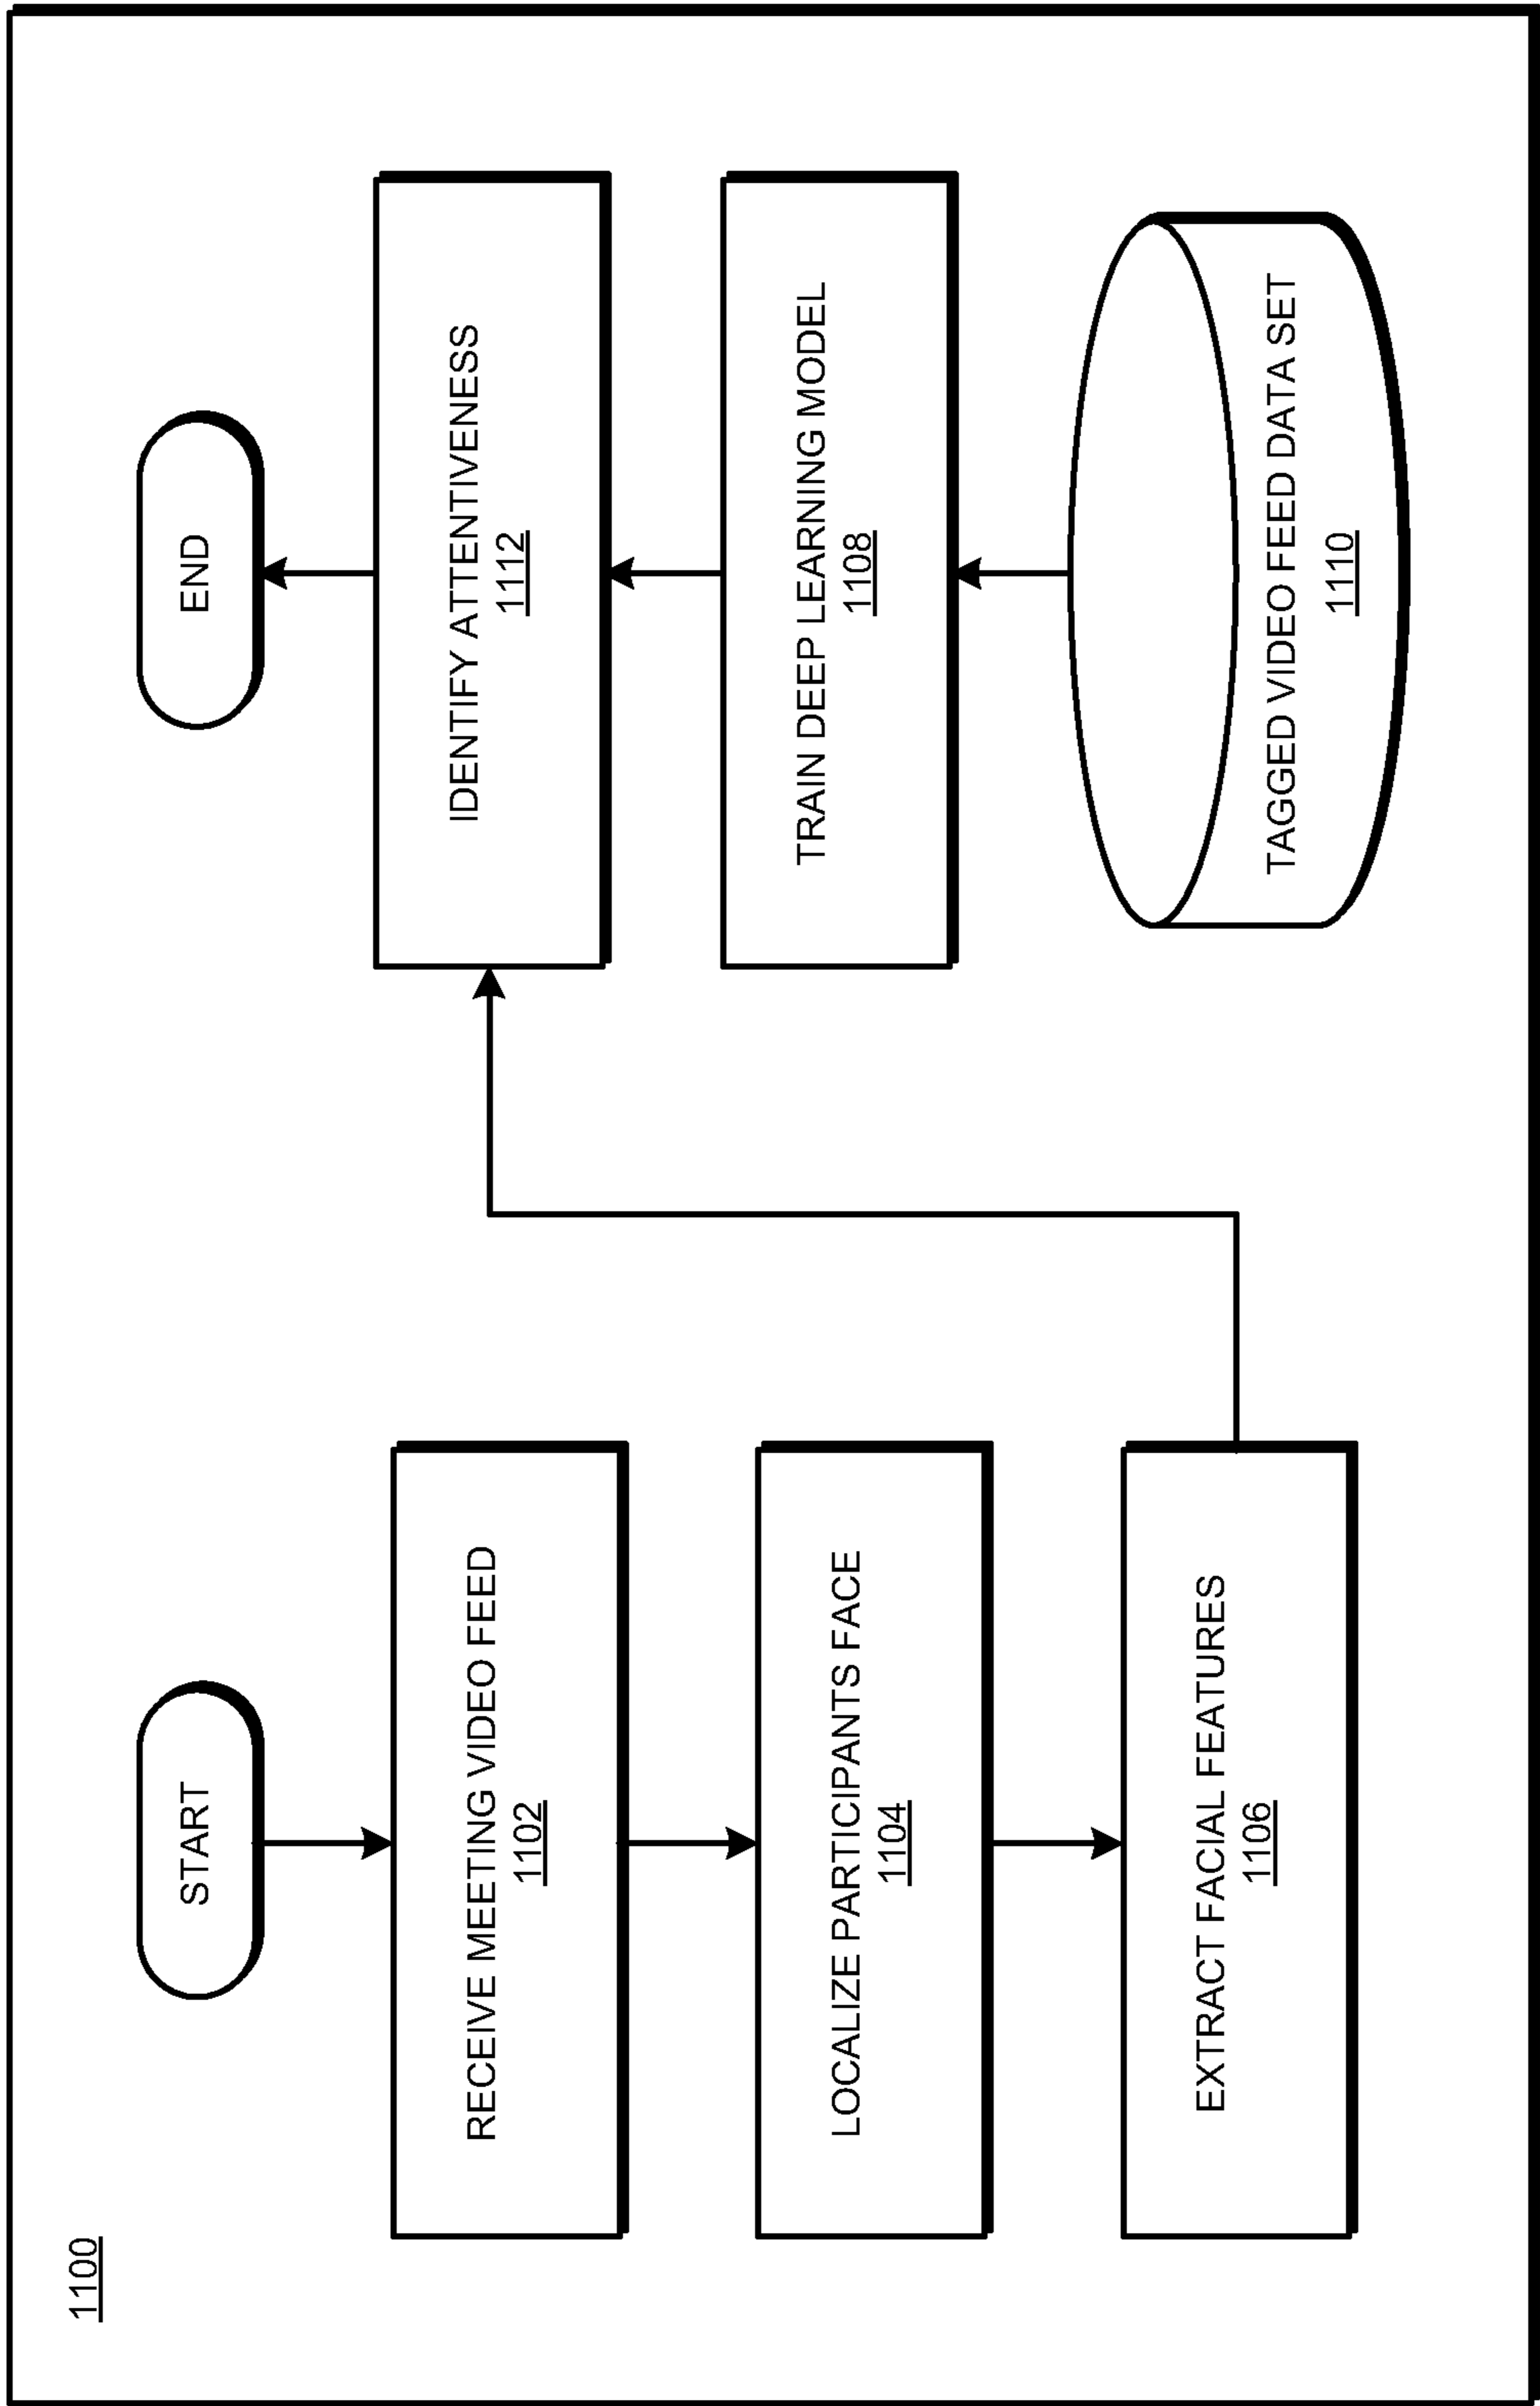 1100
START
RECEIVE MEETING VIDEO FEED
1102
LOCALIZE PARTICIPANTS FACE
1104
EXTRACT FACIAL FEATURES
1106
END
IDENTIFY ATTENTIVENESS
1112
TRAIN DEEP LEARNING MODEL
1108
TAGGED VIDEO FEED DATA SET
1110